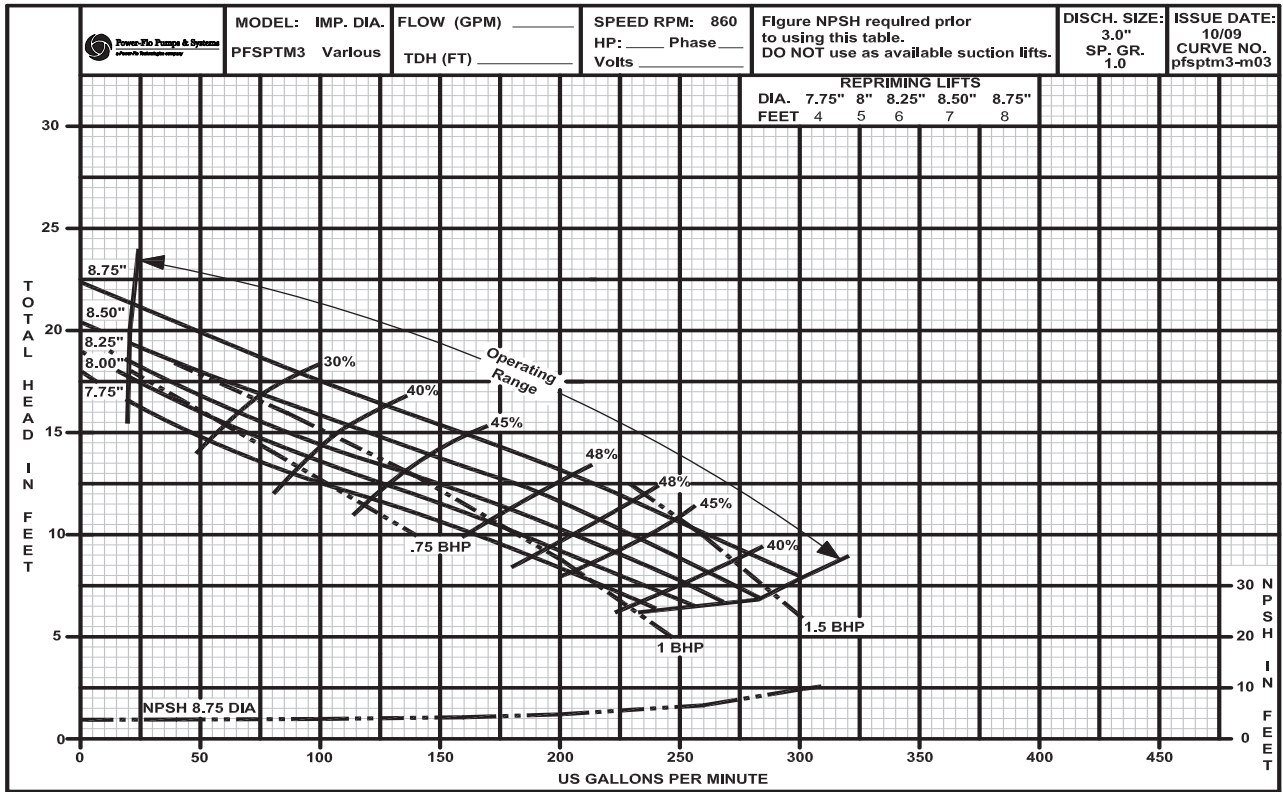 Power-Flo Pumps & Systems
a Power-Flo Technologies company
MODEL: IMP. DIA.
PFSPTM3 Various
FLOW (GPM)
TDH (FT)
SPEED RPM: 860
HP: Phase
Volts
Figure NPSH required prior
to using this table.
DO NOT use as available suction lifts.
DISCH. SIZE:
3.0"
SP. GR.
1.0
ISSUE DATE:
10/09
CURVE NO.
pfsptm3-m03
REPRIMING LIFTS
DIA. 7.75" 8" 8.25" 8.50" 8.75"
FEET 4 5 6 7 8
TOTAL HEAD IN FEET
30
25
20
15
10
5
0
8.75"
8.50"
8.25"
8.00"
7.75"
30%
40%
45%
48%
48%
45%
40%
Operating
Range
.75 BHP
1 BHP
1.5 BHP
NPSH 8.75 DIA
30
20
10
0
NPSH IN FEET
0 50 100 150 200 250 300 350 400 450
US GALLONS PER MINUTE